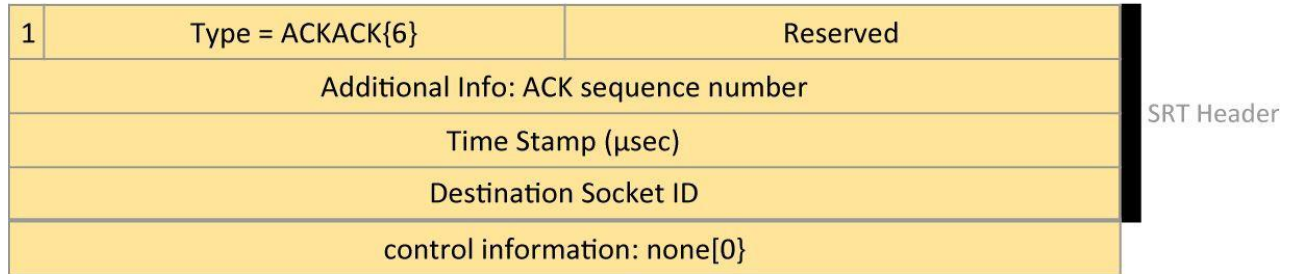 1 Type = ACKACK{6} Reserved
Additional Info: ACK sequence number
Time Stamp (µsec)
SRT Header
Destination Socket ID
control information: none[0}